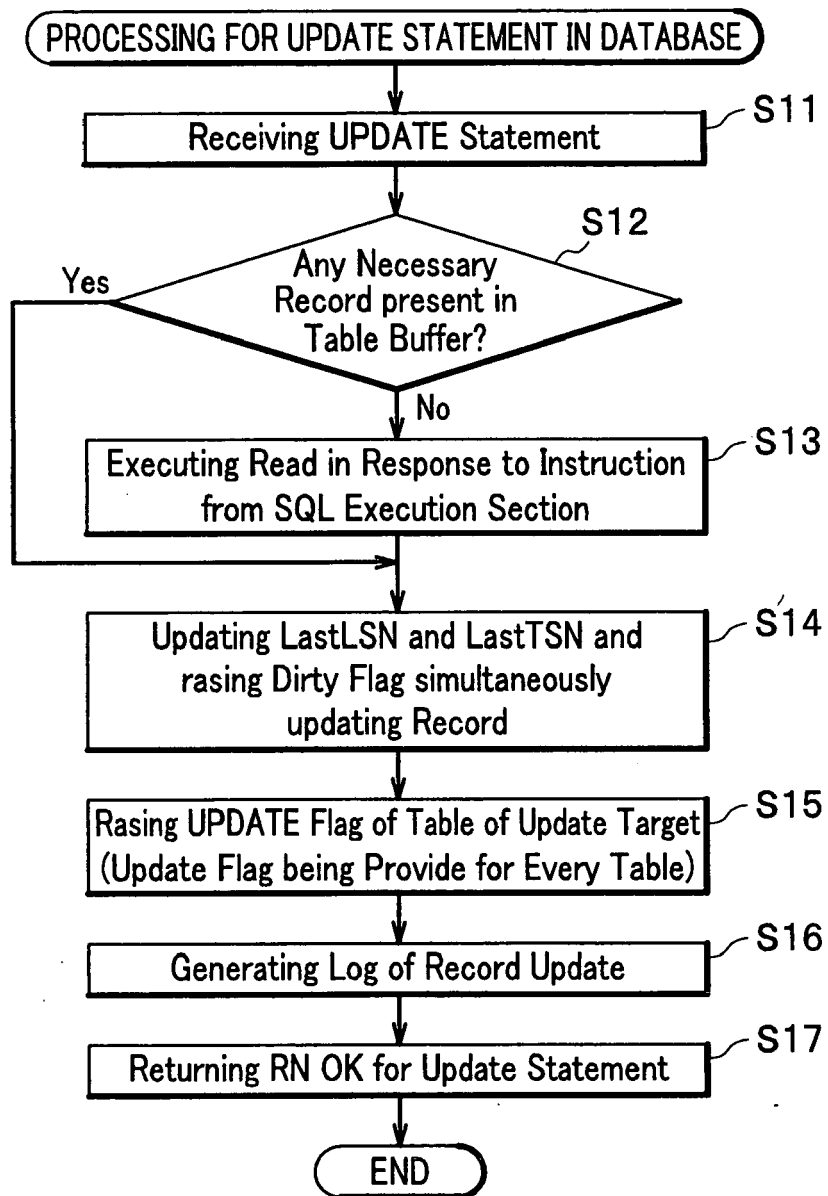 PROCESSING FOR UPDATE STATEMENT IN DATABASE
Receiving UPDATE Statement
S11
S12
Any Necessary
Record present in
Table Buffer?
Yes
No
Executing Read in Response to Instruction
from SQL Execution Section
S13
Updating LastLSN and LastTSN and
rasing Dirty Flag simultaneously
updating Record
S14
Rasing UPDATE Flag of Table of Update Target
(Update Flag being Provide for Every Table)
S15
Generating Log of Record Update
S16
Returning RN OK for Update Statement
S17
END